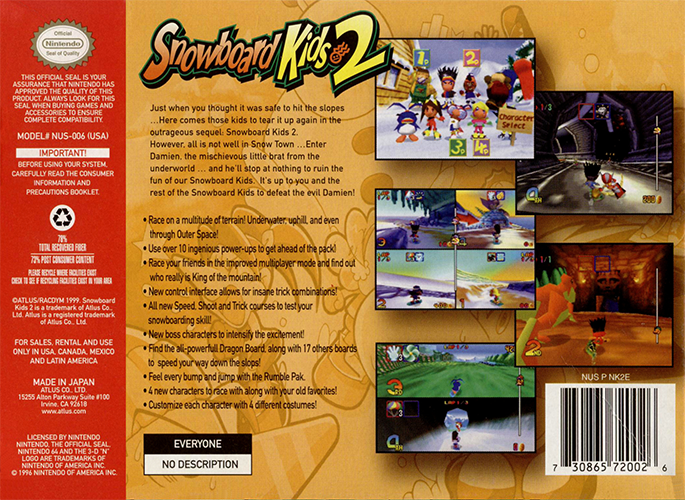 Official
Nintendo
Seal of Quality
THIS OFFICIAL SEAL IS YOUR
ASSURANCE THAT NINTENDO HAS
APPROVED THE QUALITY OF THIS
PRODUCT. ALWAYS LOOK FOR THIS
SEAL WHEN BUYING GAMES AND
ACCESSORIES TO ENSURE
COMPLETE COMPATIBILITY.
MODEL# NUS-006 (USA)
IMPORTANT!
BEFORE USING YOUR SYSTEM,
CAREFULLY READ THE CONSUMER
INFORMATION AND
PRECAUTIONS BOOKLET.
70%
TOTAL RECOVERED FIBER
73% POST CONSUMER CONTENT
PLEASE RECYCLE WHERE FACILITIES EXIST
CHECK TO SEE IF RECYCLING FACILITIES EXIST IN YOUR AREA
©ATLUS/RACDYM 1999. Snowboard
Kids 2 is a trademark of Atlus Co.,
Ltd. Atlus is a registered trademark
of Atlus Co., Ltd.
FOR SALES, RENTAL AND USE
ONLY IN USA, CANADA, MEXICO
AND LATIN AMERICA
MADE IN JAPAN
ATLUS CO., LTD.
15255 Alton Parkway Suite 100
Irvine, CA 92618
www.atlus.com
LICENSED BY NINTENDO
NINTENDO, THE OFFICIAL SEAL,
NINTENDO 64 AND THE 3-D "N"
LOGO ARE TRADEMARKS OF
NINTENDO OF AMERICA INC.
© 1996 NINTENDO OF AMERICA INC.
Snowboard Kids 2
Just when you thought it was safe to hit the slopes
...Here comes those kids to tear it up again in the
outrageous sequel: Snowboard Kids 2.
However, all is not well in Snow Town ...Enter
Damien, the mischievous little brat from the
underworld ... and he'll stop at nothing to ruin the
fun of our Snowboard Kids. It's up to you and the
rest of the Snowboard Kids to defeat the evil Damien!
• Race on a multitude of terrain! Underwater, uphill, and even
through Outer Space!
• Use over 10 ingenious power-ups to get ahead of the pack!
• Race your friends in the improved multiplayer mode and find out
who really is King of the mountain!
• New control interface allows for insane trick combinations!
• All new Speed, Shoot and Trick courses to test your
snowboarding skill!
• New boss characters to intensify the excitement!
• Find the all-powerfull Dragon Board, along with 17 others boards
to speed your way down the slops!
• Feel every bump and jump with the Rumble Pak.
• 4 new characters to race with along your old favorites!
• Customize each character with 4 different costumes!
EVERYONE
NO DESCRIPTION
1P
2P
Character
Select
3P
4P
NUS P NK2E
7 30865 72002 6